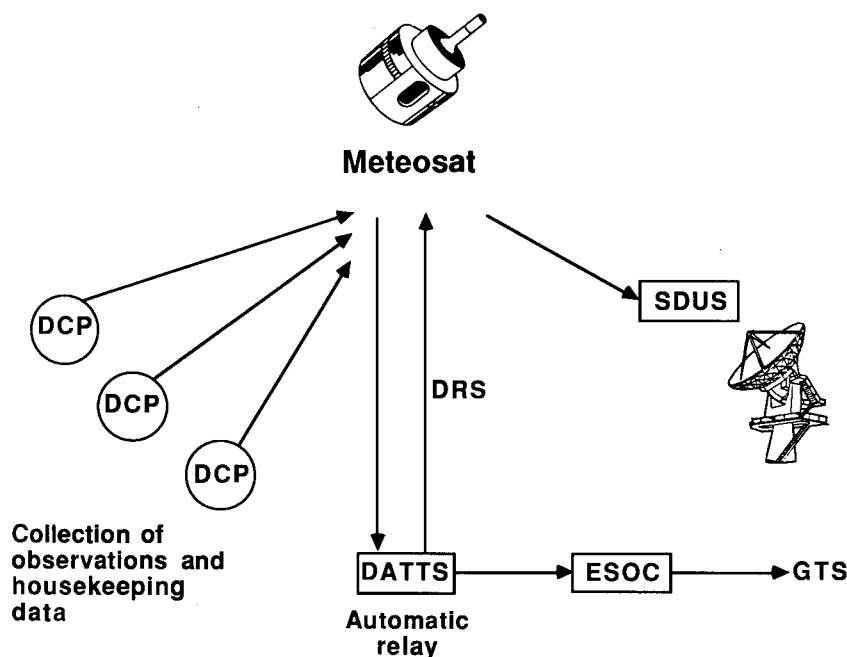 Meteosat
SDUS
DCP
DCP
DRS
DCP
Collection of
observations and
housekeeping
data
DATTS
ESOC
GTS
Automatic
relay